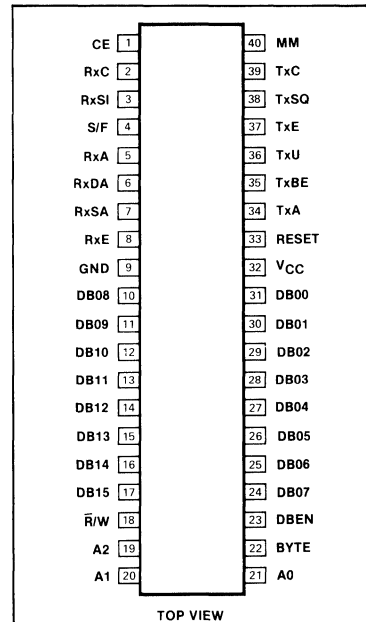 CE 1 40 MM
RxC 2 39 TxC
RxSI 3 38 TxSQ
S/F 4 37 TxE
RxA 5 36 TxU
RxDA 6 35 TxBE
RxSA 7 34 TxA
RxE 8 33 RESET
GND 9 32 VCC
DB08 10 31 DB00
DB09 11 30 DB01
DB10 12 29 DB02
DB11 13 28 DB03
DB12 14 27 DB04
DB13 15 26 DB05
DB14 16 25 DB06
DB15 17 24 DB07
R̅/W 18 23 DBEN
A2 19 22 BYTE
A1 20 21 A0
TOP VIEW